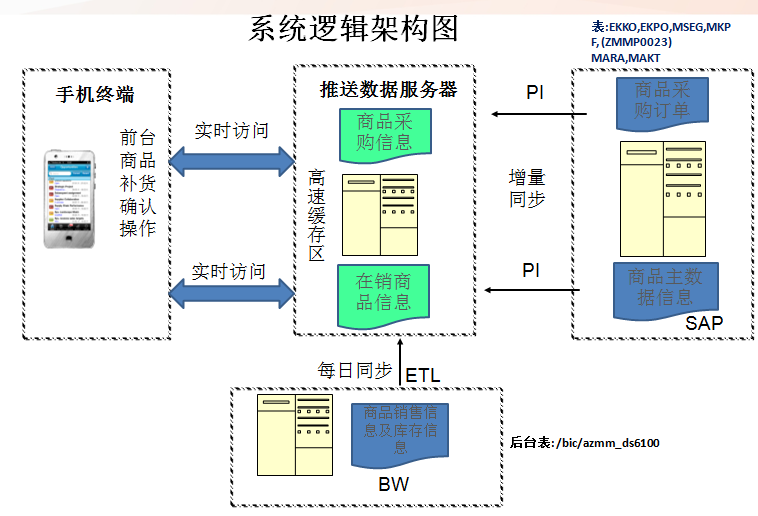 系统逻辑架构图
表:EKKO,EKPO,MSEG,MKP
F,(ZMMP0023)
MARA,MAKT
手机终端
前台
商品
补货
确认
操作
实时访问
实时访问
推送数据服务器
商品采
购信息
高
速
缓
存
区
在销商
品信息
PI
增量
同步
PI
商品采
购订单
商品主数
据信息
SAP
每日同步
ETL
商品销售信
息及库存信
息
BW
后台表:/bic/azmm_ds6100